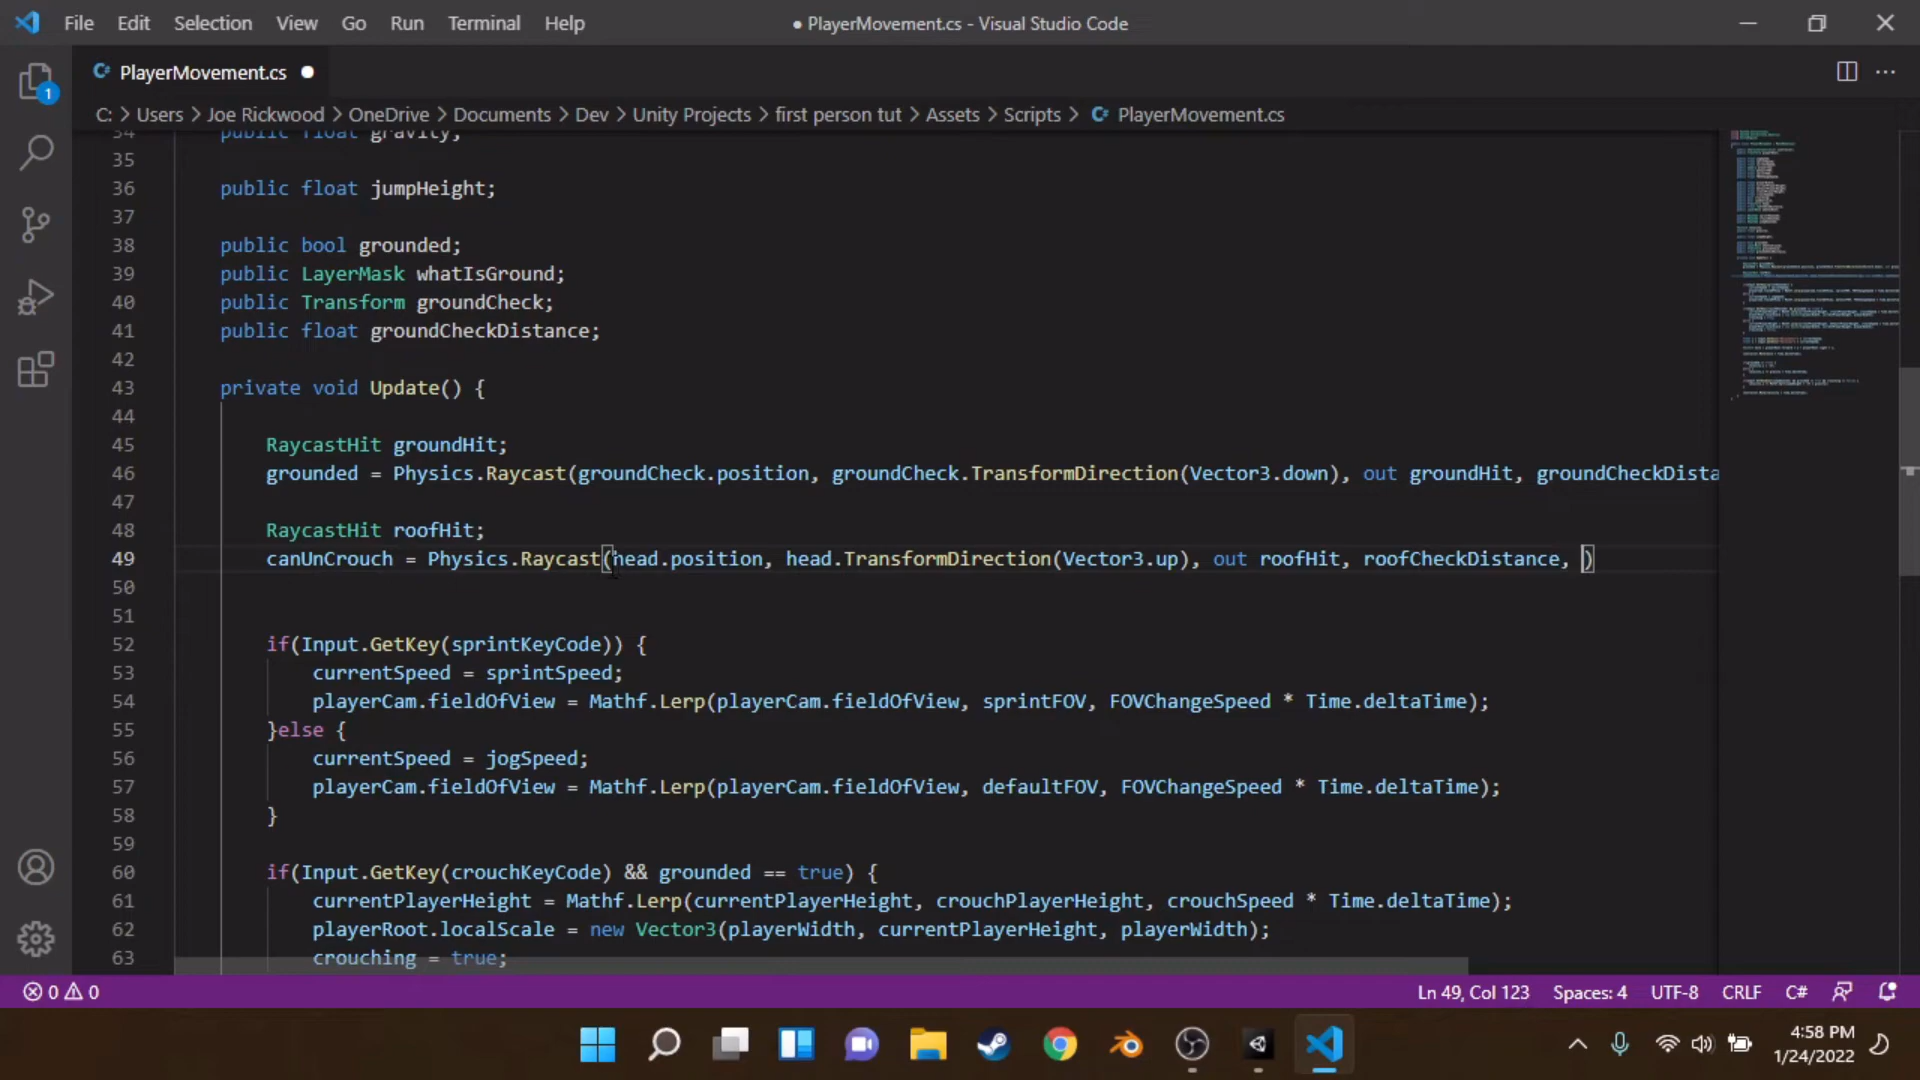 File Edit Selection View Go Run Terminal Help
● PlayerMovement.cs - Visual Studio Code
PlayerMovement.cs ●
C: > Users > Joe Rickwood > OneDrive > Documents > Dev > Unity Projects > first person tut > Assets > Scripts > PlayerMovement.cs
1
34 public float gravity;
35
36 public float jumpHeight;
37
38 public bool grounded;
39 public LayerMask whatIsGround;
40 public Transform groundCheck;
41 public float groundCheckDistance;
42
43 private void Update() {
44
45 RaycastHit groundHit;
46 grounded = Physics.Raycast(groundCheck.position, groundCheck.TransformDirection(Vector3.down), out groundHit, groundCheckDista
47
48 RaycastHit roofHit;
49 canUnCrouch = Physics.Raycast(head.position, head.TransformDirection(Vector3.up), out roofHit, roofCheckDistance, )
50
51
52 if(Input.GetKey(sprintKeyCode)) {
53 currentSpeed = sprintSpeed;
54 playerCam.fieldOfView = Mathf.Lerp(playerCam.fieldOfView, sprintFOV, FOVChangeSpeed * Time.deltaTime);
55 }else {
56 currentSpeed = jogSpeed;
57 playerCam.fieldOfView = Mathf.Lerp(playerCam.fieldOfView, defaultFOV, FOVChangeSpeed * Time.deltaTime);
58 }
59
60 if(Input.GetKey(crouchKeyCode) && grounded == true) {
61 currentPlayerHeight = Mathf.Lerp(currentPlayerHeight, crouchPlayerHeight, crouchSpeed * Time.deltaTime);
62 playerRoot.localScale = new Vector3(playerWidth, currentPlayerHeight, playerWidth);
63 crouching = true;
0 0
Ln 49, Col 123 Spaces: 4 UTF-8 CRLF C#
4:58 PM
1/24/2022